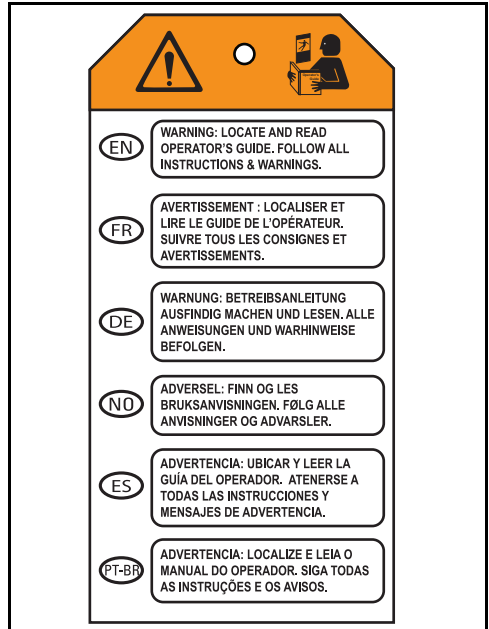 Operator's
Guide
EN
WARNING: LOCATE AND READ
OPERATOR'S GUIDE. FOLLOW ALL
INSTRUCTIONS & WARNINGS.
FR
AVERTISSEMENT : LOCALISER ET
LIRE LE GUIDE DE L'OPÉRATEUR.
SUIVRE TOUS LES CONSIGNES ET
AVERTISSEMENTS.
DE
WARNUNG: BETREIBSANLEITUNG
AUSFINDIG MACHEN UND LESEN. ALLE
ANWEISUNGEN UND WARHINWEISE
BEFOLGEN.
NO
ADVERSEL: FINN OG LES
BRUKSANVISNINGEN. FØLG ALLE
ANVISNINGER OG ADVARSLER.
ES
ADVERTENCIA: UBICAR Y LEER LA
GUÍA DEL OPERADOR. ATENERSE A
TODAS LAS INSTRUCCIONES Y
MENSAJES DE ADVERTENCIA.
PT-BR
ADVERTENCIA: LOCALIZE E LEIA O
MANUAL DO OPERADOR. SIGA TODAS
AS INSTRUÇÕES E OS AVISOS.